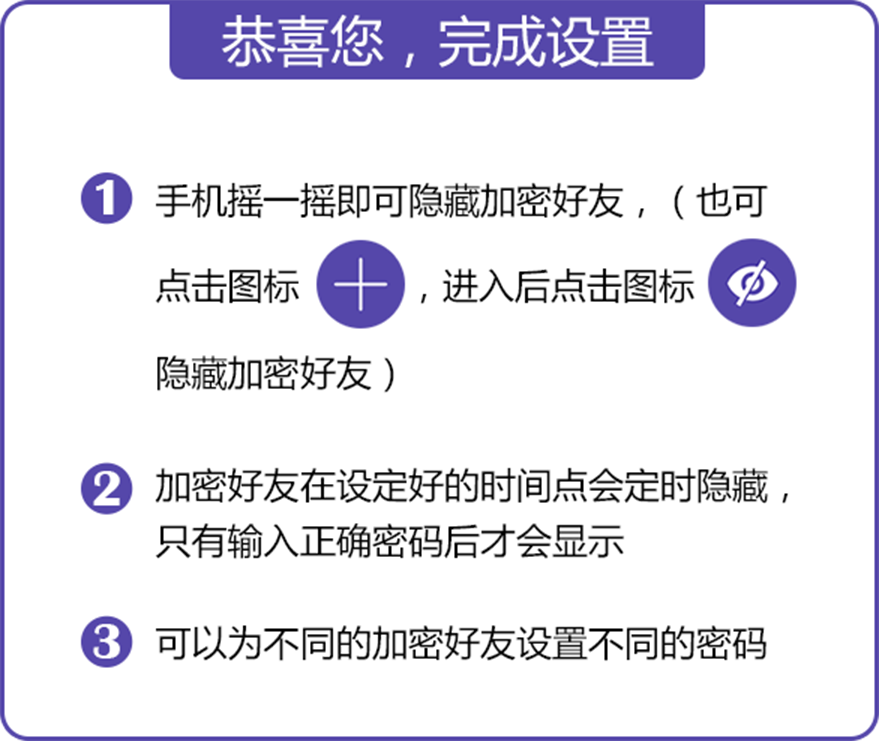 恭喜您，完成设置
1 手机摇一摇即可隐藏加密好友，（也可
点击图标 ，进入后点击图标
隐藏加密好友）
2 加密好友在设定好的时间点会定时隐藏，
只有输入正确密码后才会显示
3 可以为不同的加密好友设置不同的密码